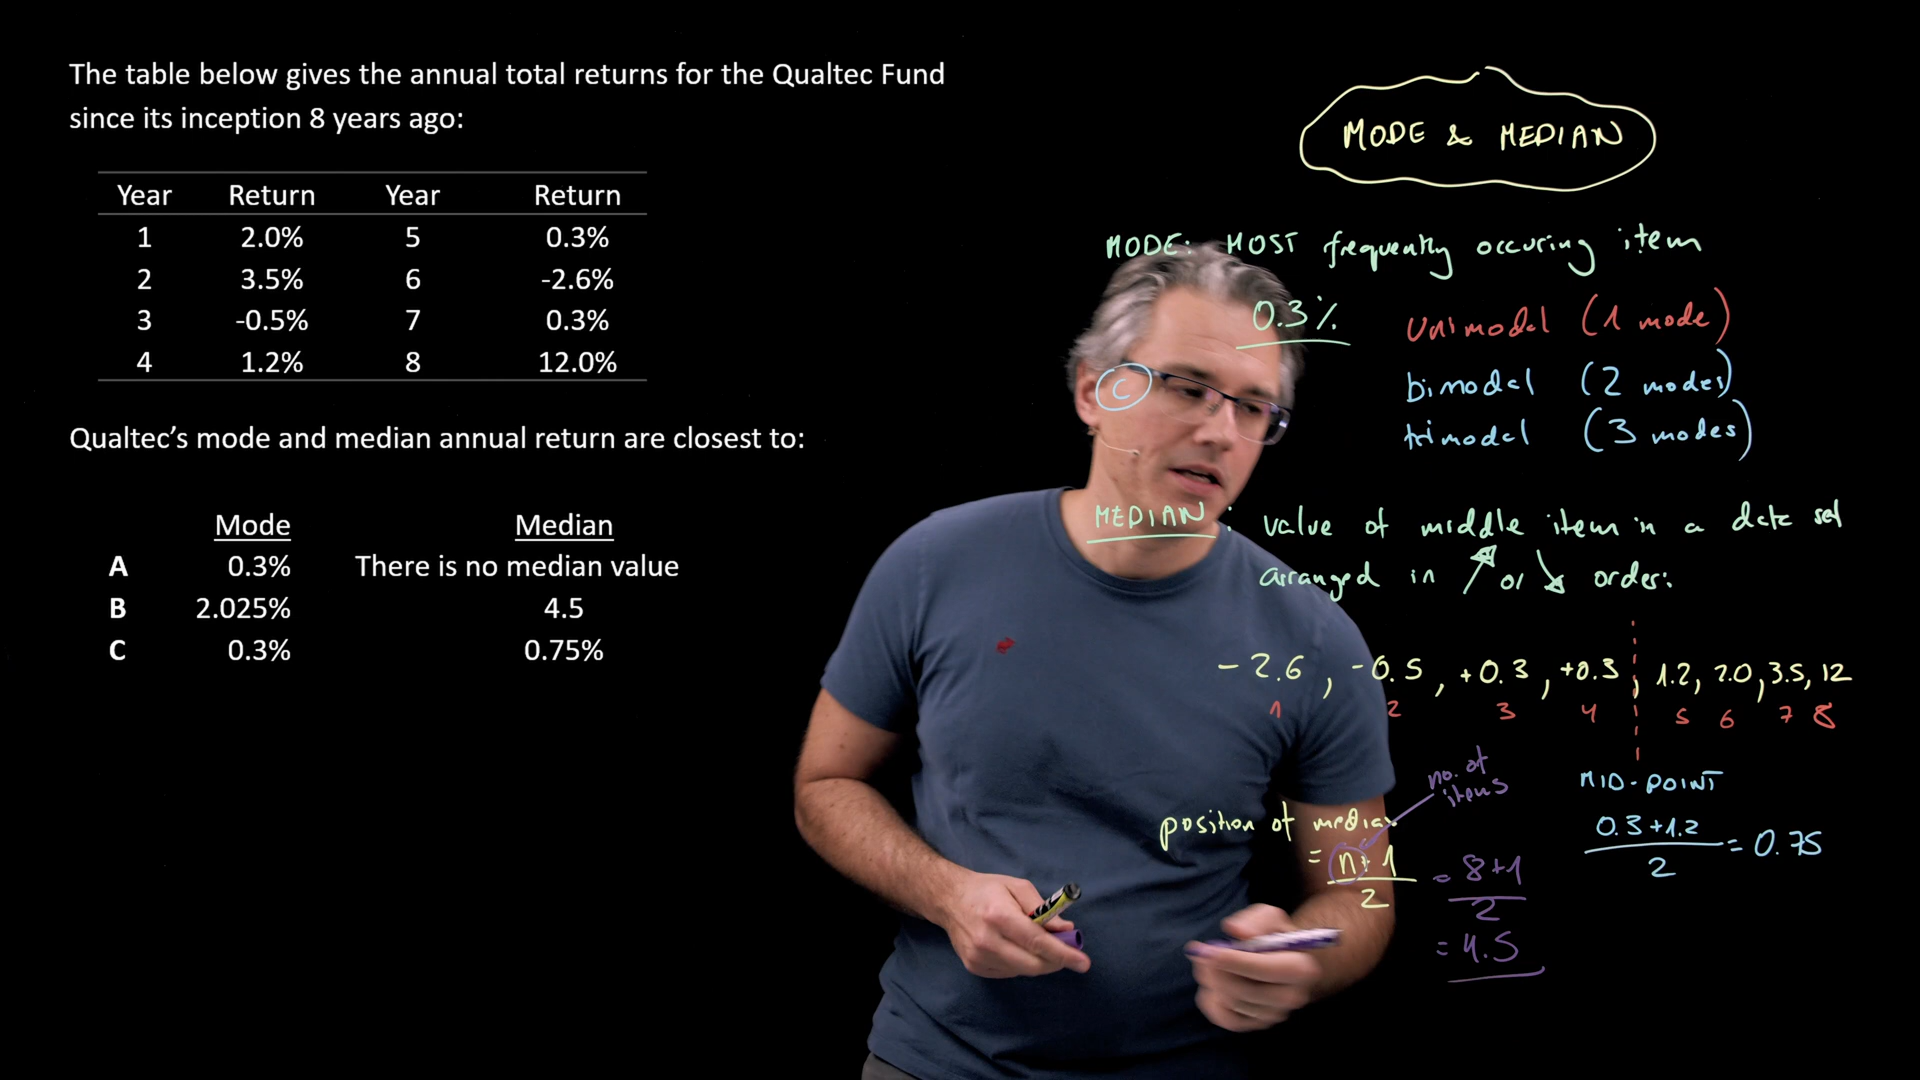 The table below gives the annual total returns for the Qualtec Fund
since its inception 8 years ago:
Year Return Year Return
1 2.0% 5 0.3%
2 3.5% 6 -2.6%
3 -0.5% 7 0.3%
4 1.2% 8 12.0%
Qualtec's mode and median annual return are closest to:
Mode Median
A 0.3% There is no median value
B 2.025% 4.5
C 0.3% 0.75%
MODE & MEDIAN
MODE: MOST frequently occuring item
0.3% Unimodal (1 mode)
C bimodal (2 modes)
trimodal (3 modes)
MEDIAN : value of middle item in a data set
arranged in ↗ or ↘ order:
-2.6, -0.5, +0.3, +0.3, 1.2, 2.0, 3.5, 12
1 2 3 4 5 6 7 8
no. of
items
position of median
= n+1/2 = 8+1/2
= 4.5
MID-POINT
0.3+1.2/2 = 0.75